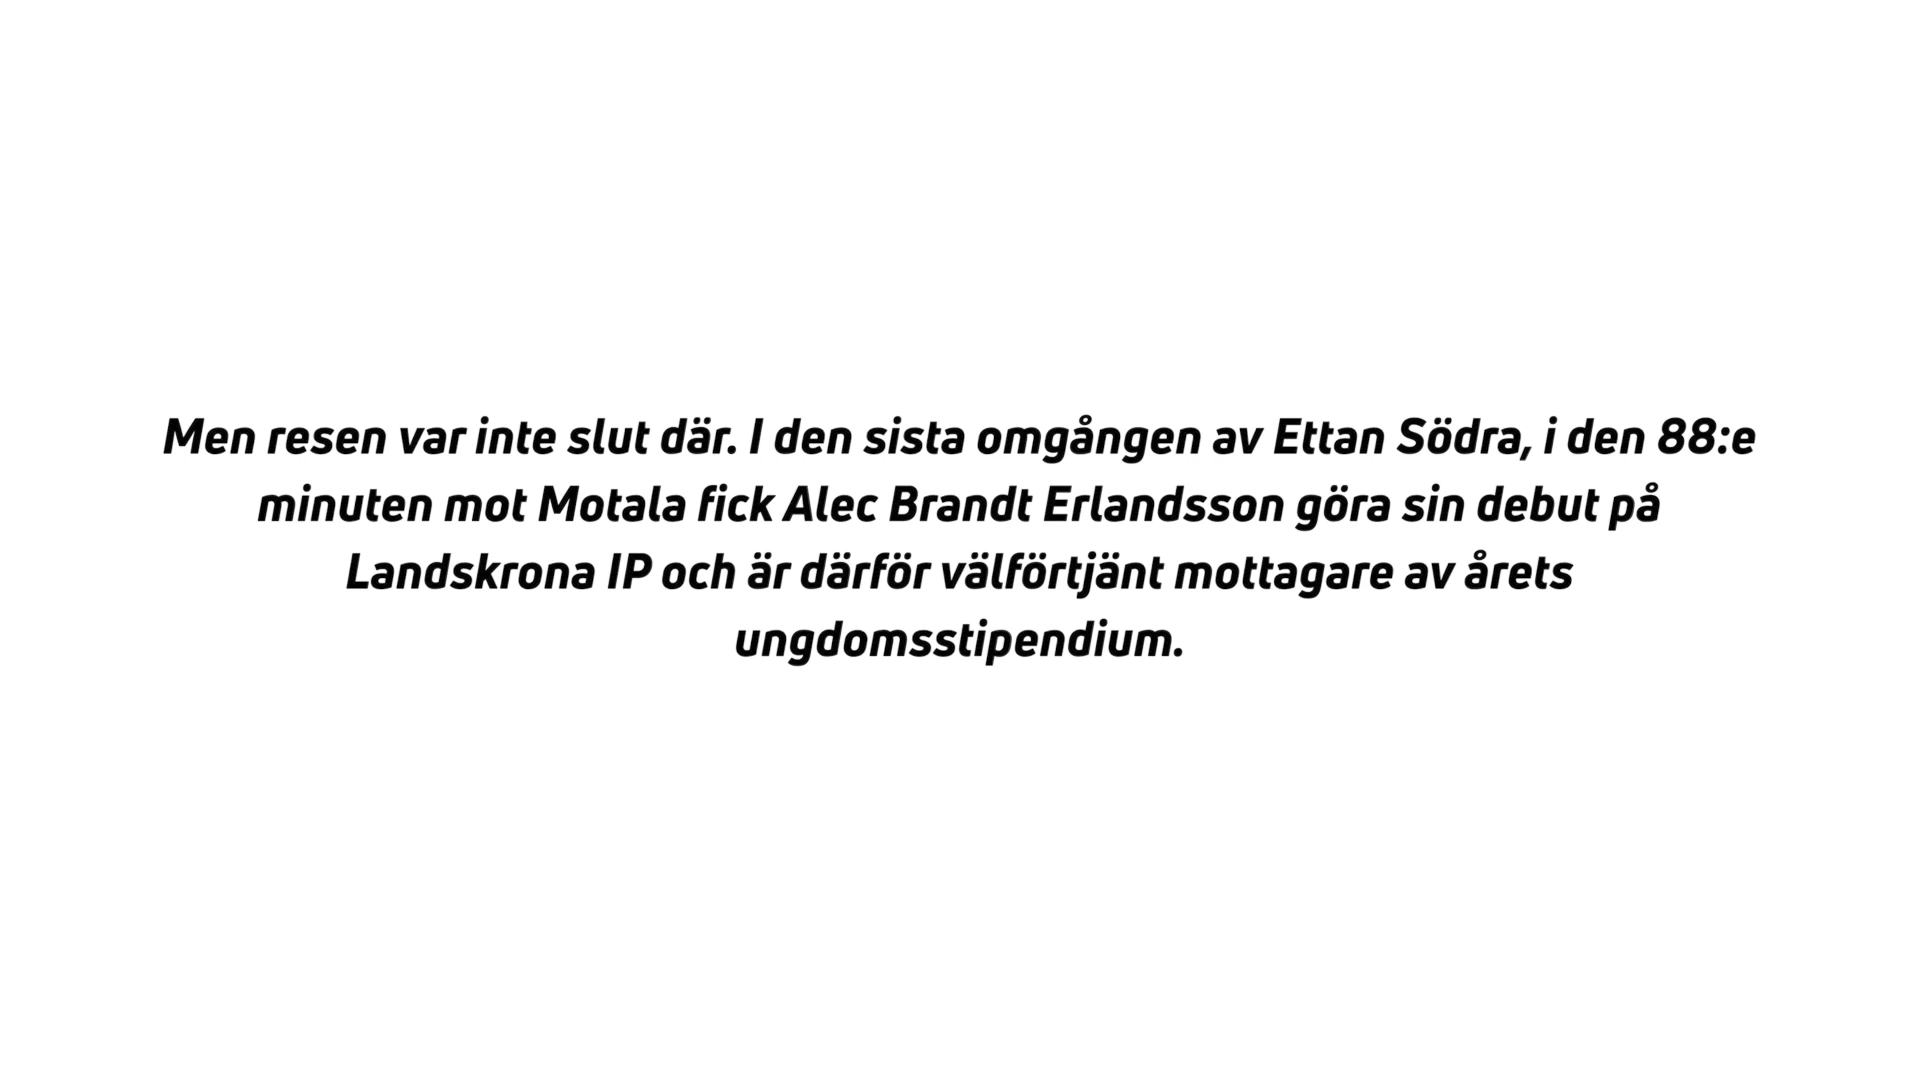 Men resen var inte slut där. I den sista omgången av Ettan Södra, i den 88:e
minuten mot Motala fick Alec Brandt Erlandsson göra sin debut på
Landskrona IP och är därför välförtjänt mottagare av årets
ungdomsstipendium.